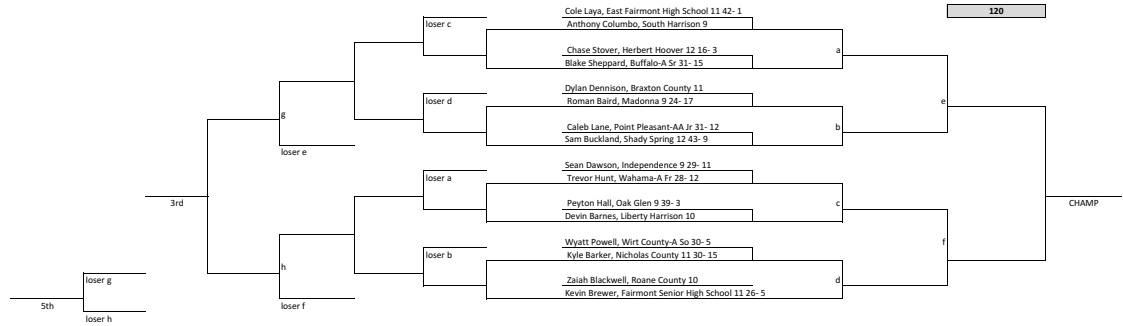 120
Cole Laya, East Fairmont High School 11 42- 1
loser c
Anthony Columbo, South Harrison 9
Chase Stover, Herbert Hoover 12 16- 3
a
Blake Sheppard, Buffalo-A Sr 31- 15
Dylan Dennison, Braxton County 11
loser d
Roman Baird, Madonna 9 24- 17
e
g
Caleb Lane, Point Pleasant-AA Jr 31- 12
b
Sam Buckland, Shady Spring 12 43- 9
loser e
Sean Dawson, Independence 9 29- 11
loser a
Trevor Hunt, Wahama-A Fr 28- 12
3rd
Peyton Hall, Oak Glen 9 39- 3
c
CHAMP
Devin Barnes, Liberty Harrison 10
Wyatt Powell, Wirt County-A So 30- 5
f
loser b
Kyle Barker, Nicholas County 11 30- 15
h
loser g
Zaiah Blackwell, Roane County 10
d
Kevin Brewer, Fairmont Senior High School 11 26- 5
5th
loser f
loser h